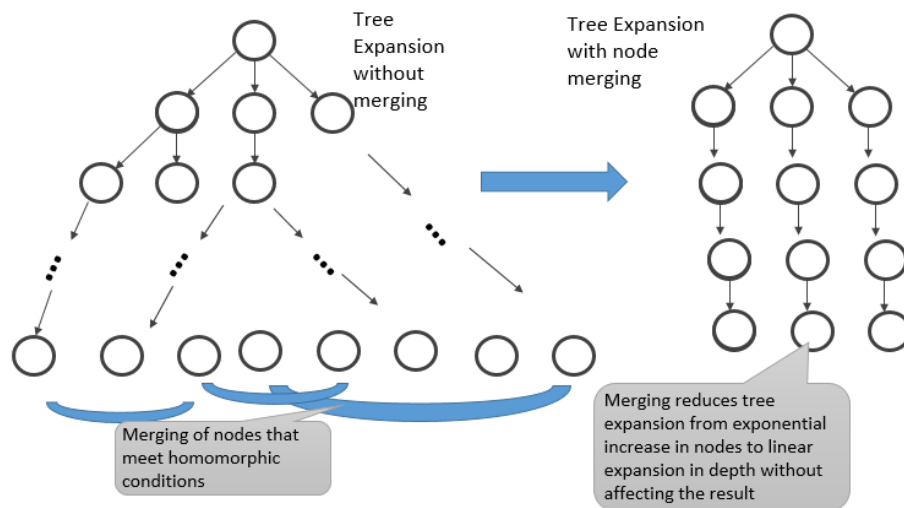 Tree
Expansion
without
merging
Tree Expansion
with node
merging
Merging of nodes that
meet homomorphic
conditions
Merging reduces tree
expansion from exponential
increase in nodes to linear
expansion in depth without
affecting the result